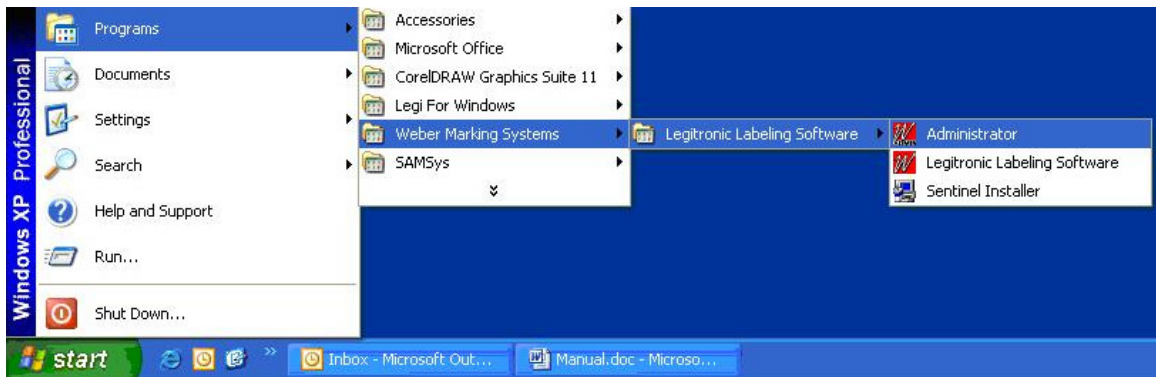 Windows XP Professional
Programs
Documents
Settings
Search
Help and Support
Run...
Shut Down...
Accessories
Microsoft Office
CorelDRAW Graphics Suite 11
Legi For Windows
Weber Marking Systems
SAMSys
Legitronic Labeling Software
Administrator
Legitronic Labeling Software
Sentinel Installer
start
Inbox - Microsoft Out...
Manual.doc - Microso...